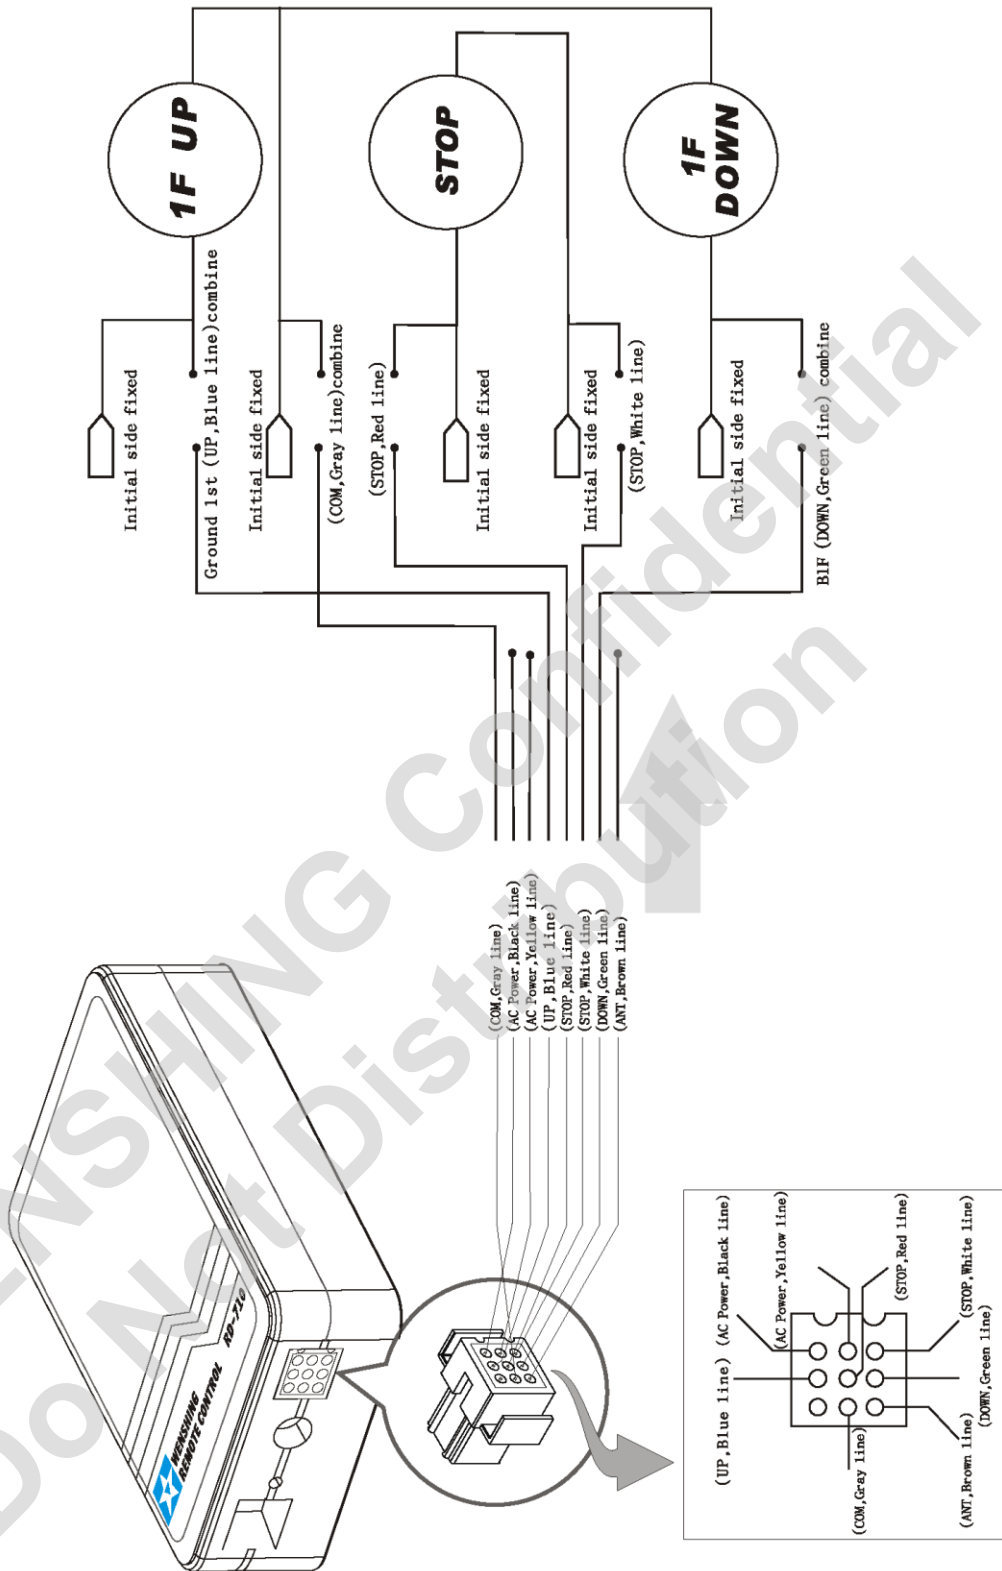 1F UP
STOP
1F
DOWN
Initial side fixed
Ground 1st (UP,Blue line)combine
Initial side fixed
(COM,Gray line)combine
(STOP,Red line)
Initial side fixed
Initial side fixed
(STOP,White line)
Initial side fixed
B1F (DOWN,Green line) combine
(COM,Gray line)
(AC Power,Black line)
(AC Power,Yellow line)
(UP,Blue line)
(STOP,Red line)
(STOP,White line)
(DOWN,Green line)
(ANT,Brown line)
WENSHING
REMOTE CONTROL RD-710
(UP,Blue line)
(AC Power,Black line)
(AC Power,Yellow line)
(STOP,Red line)
(STOP,White line)
(DOWN,Green line)
(COM,Gray line)
(ANT,Brown line)
ENSHING Confidential
Do Not Distribution